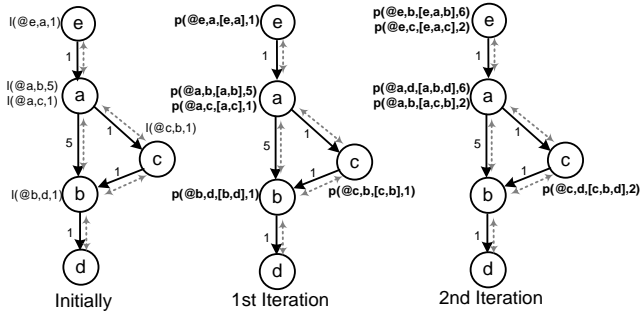 e
l(@e,a,1)
1
l(@a,b,5)
l(@a,c,1)
a
1
l(@c,b,1)
5
c
1
l(@b,d,1)
b
1
d
Initially
p(@e,a,[e,a],1)
e
1
p(@a,b,[a,b],5)
p(@a,c,[a,c],1)
a
1
5
c
1
p(@b,d,[b,d],1)
b
p(@c,b,[c,b],1)
1
d
1st Iteration
p(@e,b,[e,a,b],6)
p(@e,c,[e,a,c],2)
e
1
p(@a,d,[a,b,d],6)
p(@a,b,[a,c,b],2)
a
1
5
c
1
b
p(@c,d,[c,b,d],2)
1
d
2nd Iteration